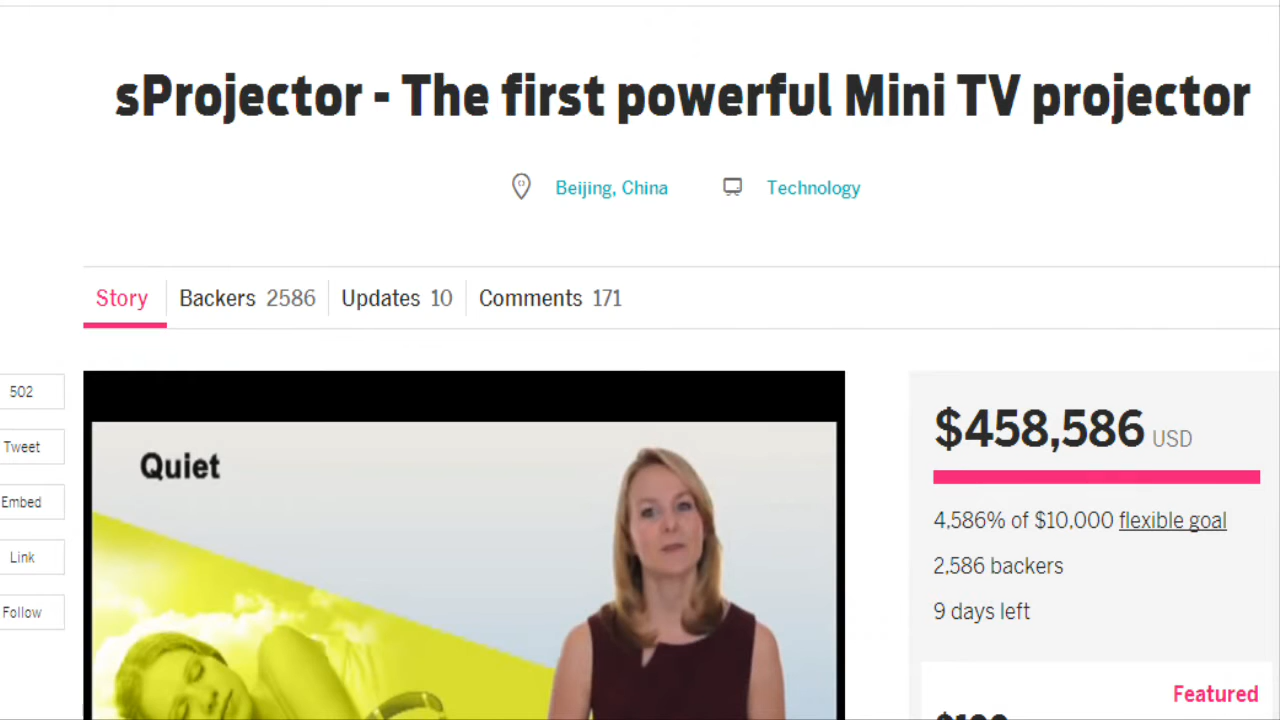 sProjector - The first powerful Mini TV projector
Beijing, China Technology
Story Backers 2586 Updates 10 Comments 171
502
Tweet
Embed
Link
Follow
Quiet
$458,586 USD
4,586% of $10,000 flexible goal
2,586 backers
9 days left
Featured